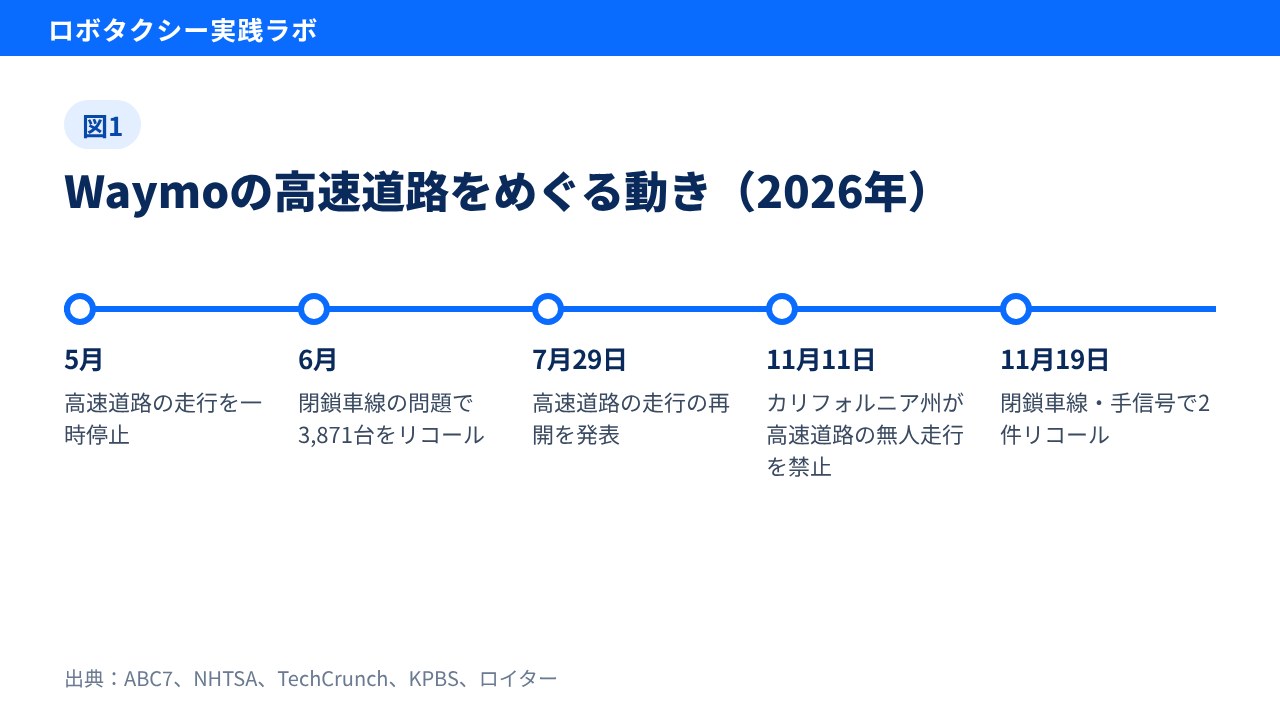 ロボタクシー実践ラボ
図1
Waymoの高速道路をめぐる動き（2026年）
5月
高速道路の走行を一
時停止
6月
閉鎖車線の問題で
3,871台をリコール
7月29日
高速道路の走行の再
開を発表
11月11日
カリフォルニア州が
高速道路の無人走行
を禁止
11月19日
閉鎖車線・手信号で2
件リコール
出典：ABC7、NHTSA、TechCrunch、KPBS、ロイター